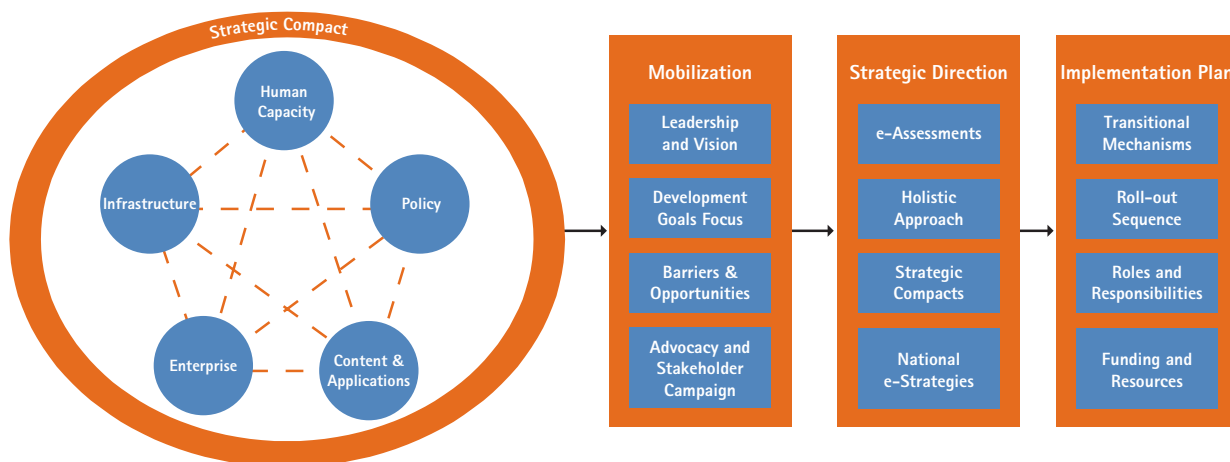 Strategic Compact
Human
Capacity
Infrastructure
Policy
Enterprise
Content &
Applications
Mobilization
Leadership
and Vision
Development
Goals Focus
Barriers &
Opportunities
Advocacy and
Stakeholder
Campaign
Strategic Direction
e-Assessments
Holistic
Approach
Strategic
Compacts
National
e-Strategies
Implementation Plan
Transitional
Mechanisms
Roll-out
Sequence
Roles and
Responsibilities
Funding and
Resources